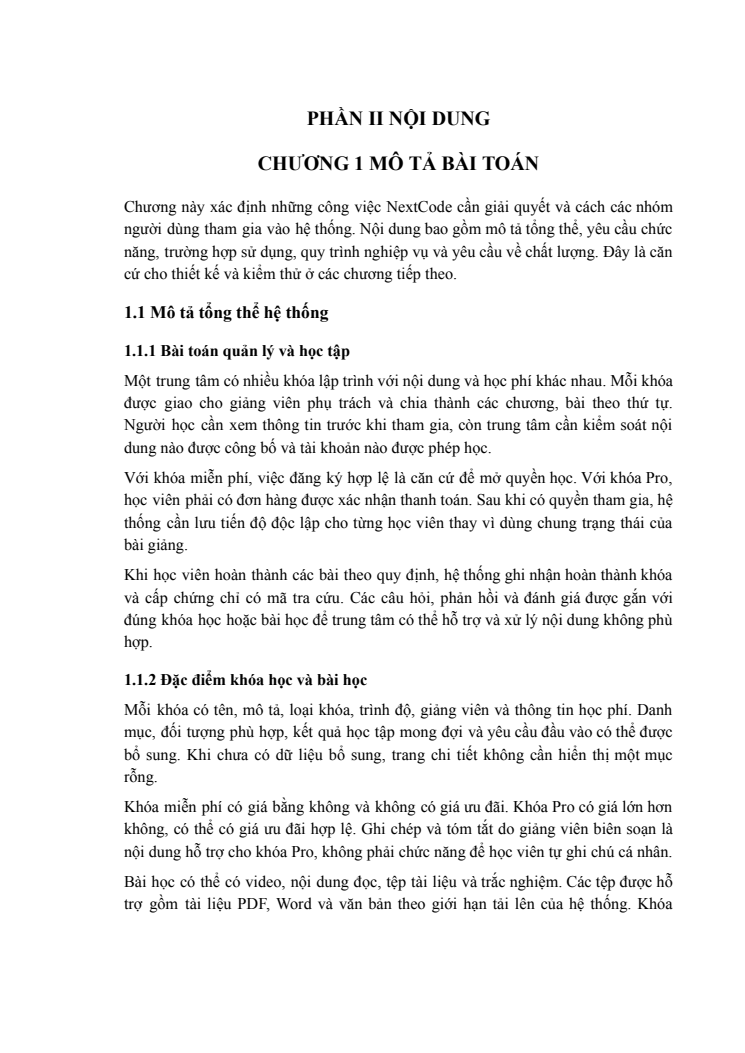 PHẦN II NỘI DUNG
CHƯƠNG 1 MÔ TẢ BÀI TOÁN
Chương này xác định những công việc NextCode cần giải quyết và cách các nhóm
người dùng tham gia vào hệ thống. Nội dung bao gồm mô tả tổng thể, yêu cầu chức
năng, trường hợp sử dụng, quy trình nghiệp vụ và yêu cầu về chất lượng. Đây là căn
cứ cho thiết kế và kiểm thử ở các chương tiếp theo.
1.1 Mô tả tổng thể hệ thống
1.1.1 Bài toán quản lý và học tập
Một trung tâm có nhiều khóa lập trình với nội dung và học phí khác nhau. Mỗi khóa
được giao cho giảng viên phụ trách và chia thành các chương, bài theo thứ tự.
Người học cần xem thông tin trước khi tham gia, còn trung tâm cần kiểm soát nội
dung nào được công bố và tài khoản nào được phép học.
Với khóa miễn phí, việc đăng ký hợp lệ là căn cứ để mở quyền học. Với khóa Pro,
học viên phải có đơn hàng được xác nhận thanh toán. Sau khi có quyền tham gia, hệ
thống cần lưu tiến độ độc lập cho từng học viên thay vì dùng chung trạng thái của
bài giảng.
Khi học viên hoàn thành các bài theo quy định, hệ thống ghi nhận hoàn thành khóa
và cấp chứng chỉ có mã tra cứu. Các câu hỏi, phản hồi và đánh giá được gắn với
đúng khóa học hoặc bài học để trung tâm có thể hỗ trợ và xử lý nội dung không phù
hợp.
1.1.2 Đặc điểm khóa học và bài học
Mỗi khóa có tên, mô tả, loại khóa, trình độ, giảng viên và thông tin học phí. Danh
mục, đối tượng phù hợp, kết quả học tập mong đợi và yêu cầu đầu vào có thể được
bổ sung. Khi chưa có dữ liệu bổ sung, trang chi tiết không cần hiển thị một mục
rỗng.
Khóa miễn phí có giá bằng không và không có giá ưu đãi. Khóa Pro có giá lớn hơn
không, có thể có giá ưu đãi hợp lệ. Ghi chép và tóm tắt do giảng viên biên soạn là
nội dung hỗ trợ cho khóa Pro, không phải chức năng để học viên tự ghi chú cá nhân.
Bài học có thể có video, nội dung đọc, tệp tài liệu và trắc nghiệm. Các tệp được hỗ
trợ gồm tài liệu PDF, Word và văn bản theo giới hạn tải lên của hệ thống. Khóa